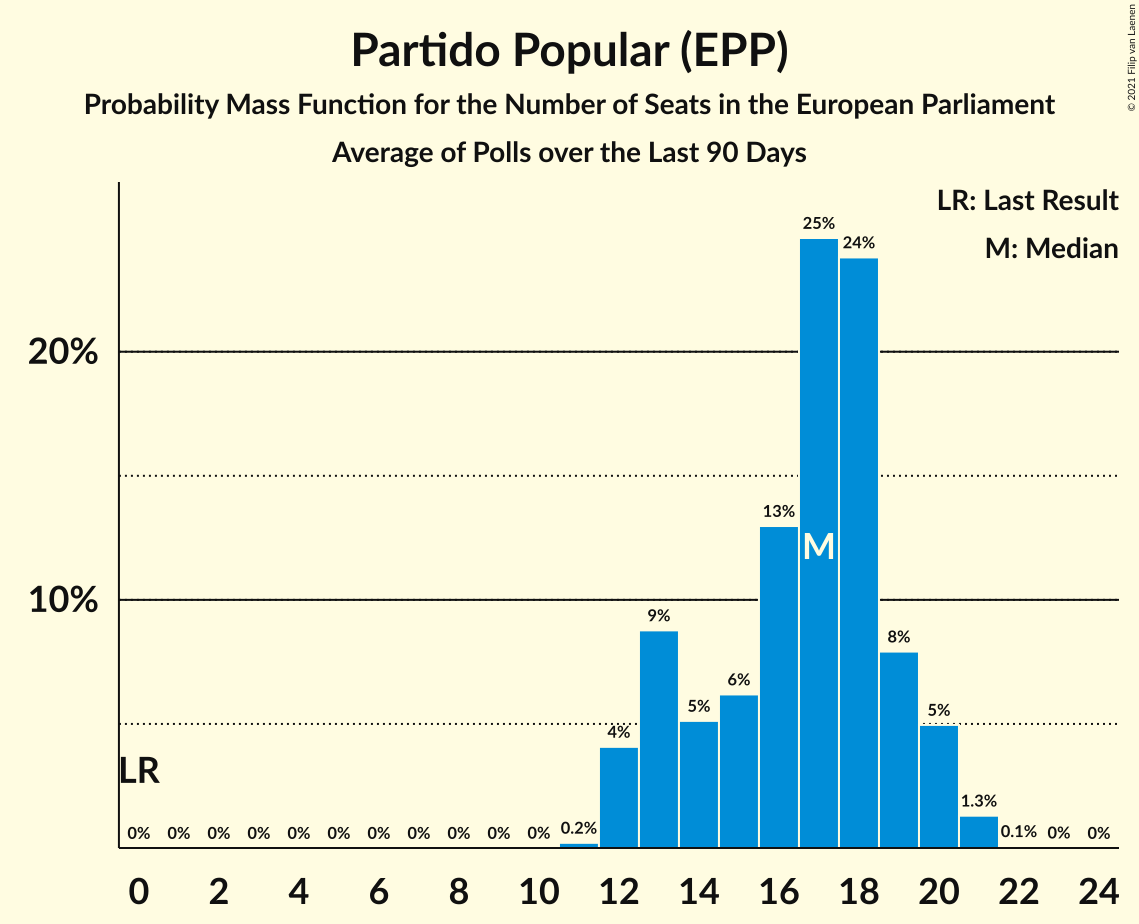 Partido Popular (EPP)
Probability Mass Function for the Number of Seats in the European Parliament
Average of Polls over the Last 90 Days
© 2021 Filip van Laenen
LR: Last Result
M: Median
25%
24%
20%
13%
M
10%
9%
8%
6%
5%
5%
4%
LR
1.3%
0% 0% 0% 0% 0% 0% 0% 0% 0% 0% 0% 0.2% 0.1% 0% 0%
0 2 4 6 8 10 12 14 16 18 20 22 24